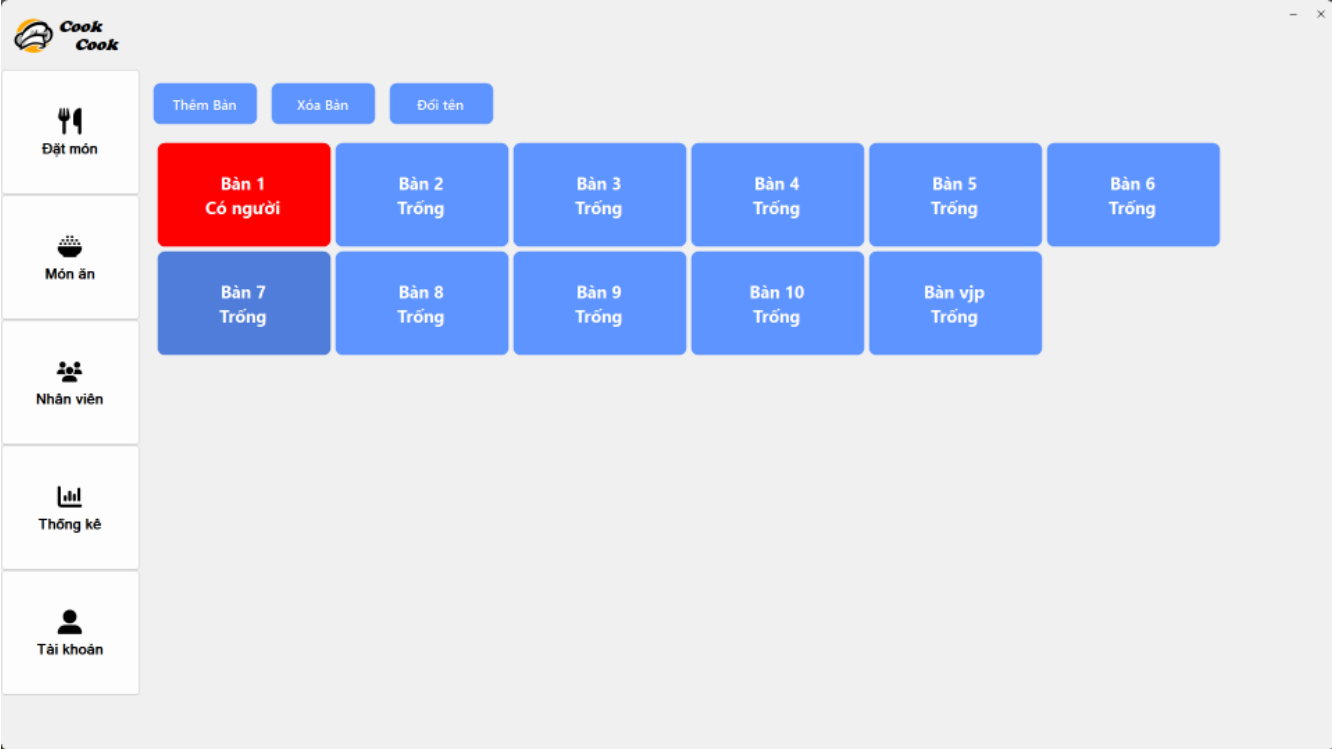 Cook
Cook
Thêm Bàn
Xóa Bàn
Đổi tên
Đặt món
Món ăn
Nhân viên
Thống kê
Tài khoản
Bàn 1
Có người
Bàn 2
Trống
Bàn 3
Trống
Bàn 4
Trống
Bàn 5
Trống
Bàn 6
Trống
Bàn 7
Trống
Bàn 8
Trống
Bàn 9
Trống
Bàn 10
Trống
Bàn vjp
Trống